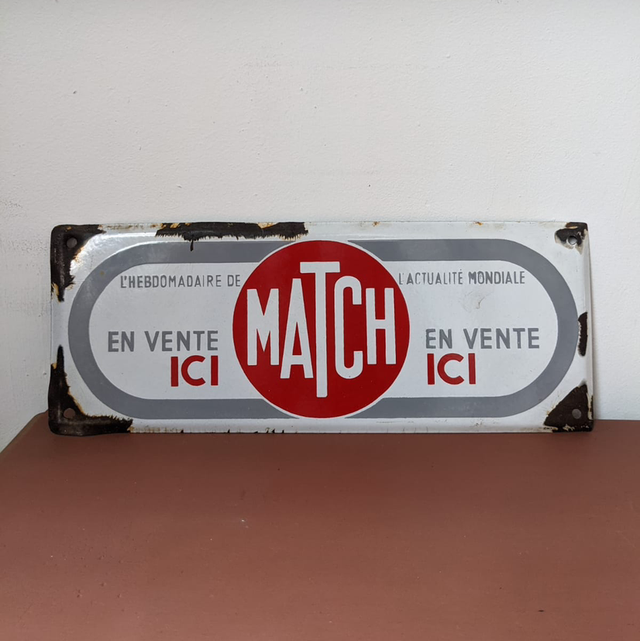 L'HEBDOMADAIRE DE L'ACTUALITÉ MONDIALE
MATCH
EN VENTE
ICI
EN VENTE
ICI